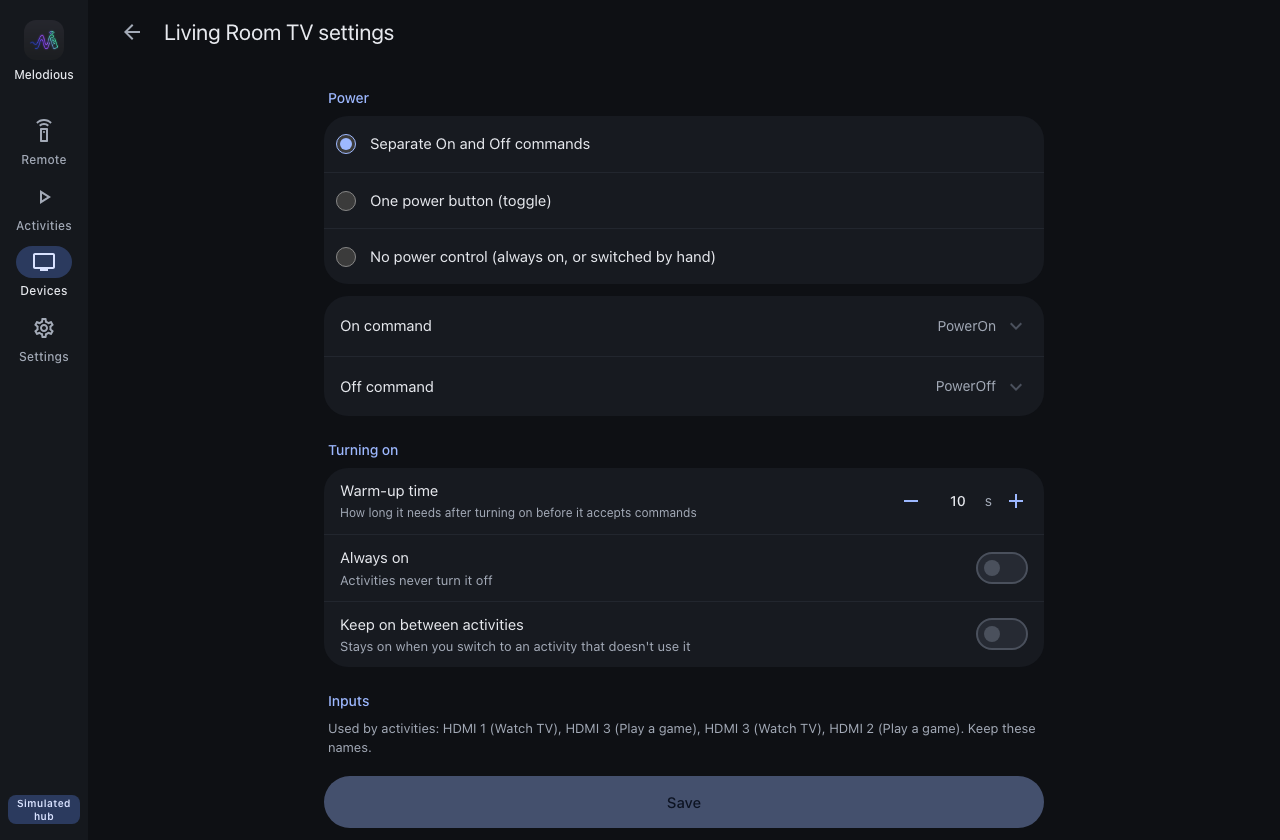 Living Room TV settings
Melodious
Remote
Activities
Devices
Settings
Simulated
hub
Power
Separate On and Off commands
One power button (toggle)
No power control (always on, or switched by hand)
On command
PowerOn
Off command
PowerOff
Turning on
Warm-up time
How long it needs after turning on before it accepts commands
10 s
Always on
Activities never turn it off
Keep on between activities
Stays on when you switch to an activity that doesn't use it
Inputs
Used by activities: HDMI 1 (Watch TV), HDMI 3 (Play a game), HDMI 3 (Watch TV), HDMI 2 (Play a game). Keep these
names.
Save